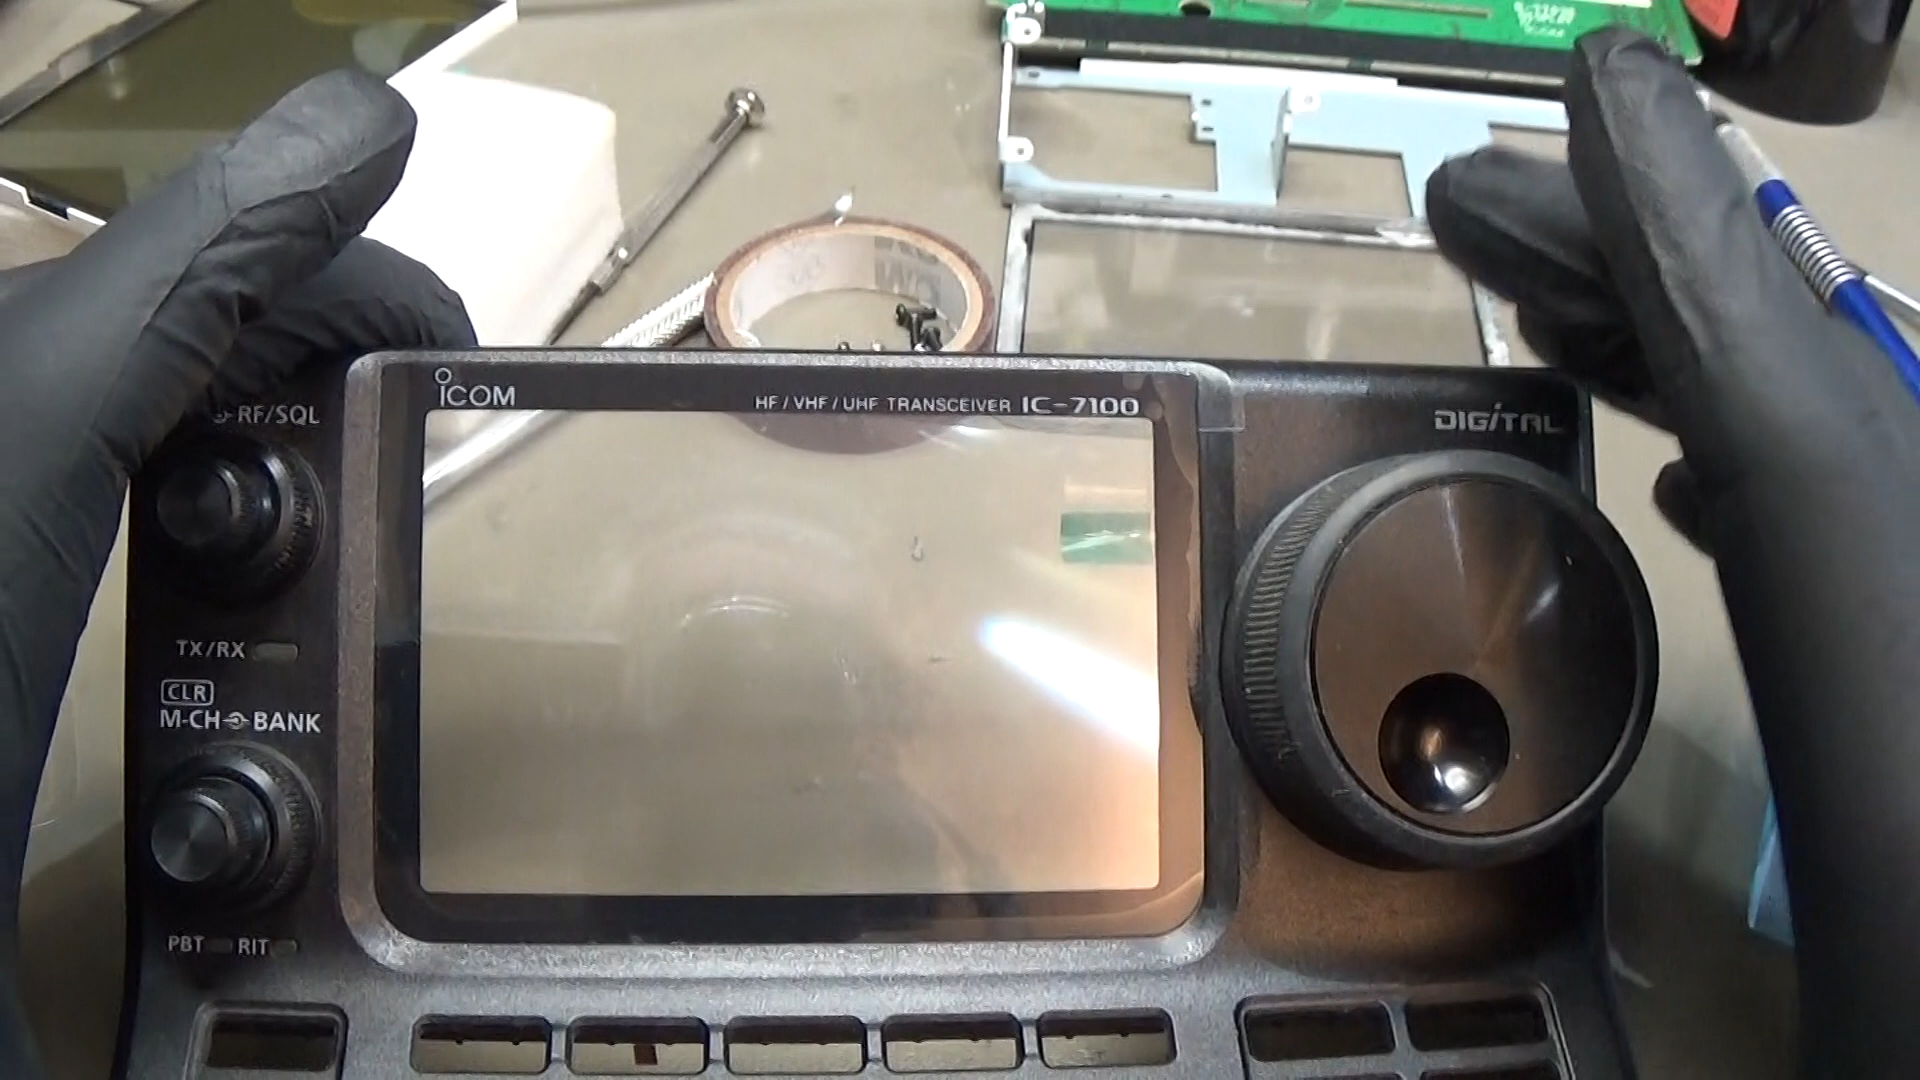 ICOM
HF/VHF/UHF TRANSCEIVER IC-7100
DIGITAL
RF/SQL
TX/RX
CLR
M-CH BANK
PBT RIT